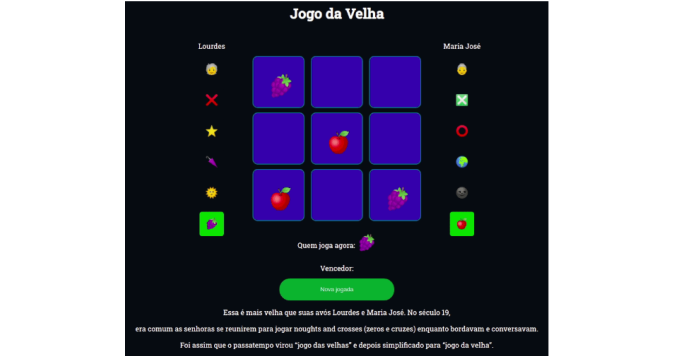 Jogo da Velha
Lourdes
Maria José
Quem joga agora:
Vencedor:
Nova jogada
Essa é mais velha que suas avós Lourdes e Maria José. No século 19,
era comum as senhoras se reunirem para jogar noughts and crosses (zeros e cruzes) enquanto bordavam e conversavam.
Foi assim que o passatempo virou “jogo das velhas” e depois simplificado para “jogo da velha”.